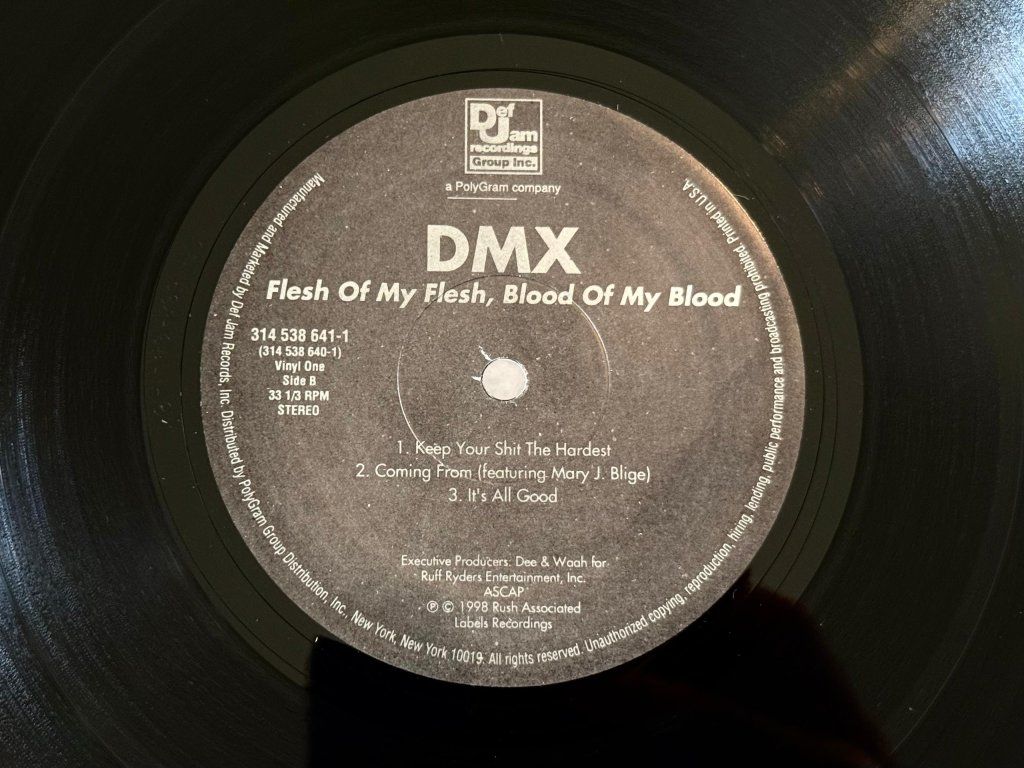 Def
Jam
recordings
Group Inc.
a PolyGram company
DMX
Flesh Of My Flesh, Blood Of My Blood
314 538 641-1
(314 538 640-1)
Vinyl One
Side B
33 1/3 RPM
STEREO
1. Keep Your Shit The Hardest
2. Coming From (featuring Mary J. Blige)
3. It's All Good
Executive Producers: Dee & Waah for
Ruff Ryders Entertainment, Inc.
ASCAP
℗ © 1998 Rush Associated
Labels Recordings
Manufactured and Marketed by Def Jam Records, Inc. Distributed by PolyGram Group Distribution, Inc., New York, New York 10019. All rights reserved. Unauthorized copying, reproduction, hiring, lending, public performance and broadcasting prohibited. Printed in U.S.A.